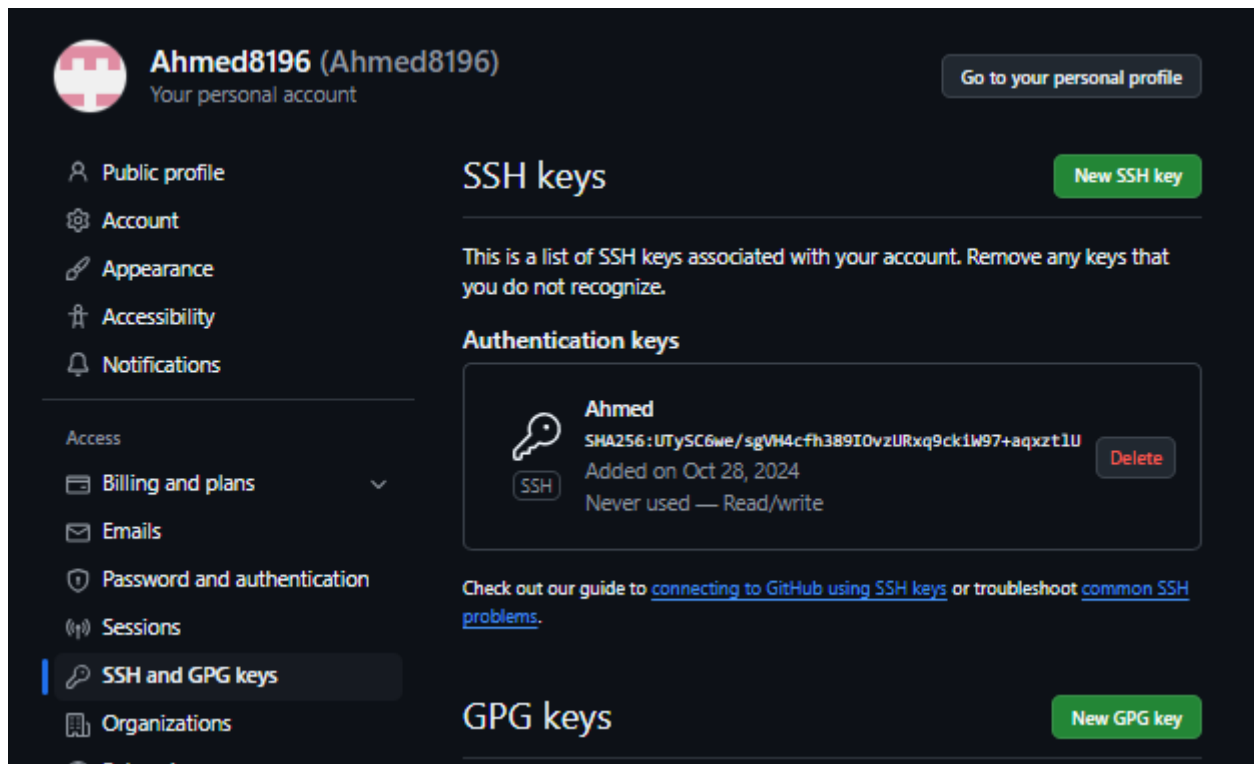 Ahmed8196 (Ahmed8196)
Your personal account
Go to your personal profile
Public profile
Account
Appearance
Accessibility
Notifications
Access
Billing and plans
Emails
Password and authentication
Sessions
SSH and GPG keys
Organizations
SSH keys
New SSH key
This is a list of SSH keys associated with your account. Remove any keys that
you do not recognize.
Authentication keys
Ahmed
SHA256:UTySC6we/sgVH4cfh389IOvzURxq9ckiW97+aqxztlU
SSH
Added on Oct 28, 2024
Never used — Read/write
Delete
Check out our guide to connecting to GitHub using SSH keys or troubleshoot common SSH
problems.
GPG keys
New GPG key